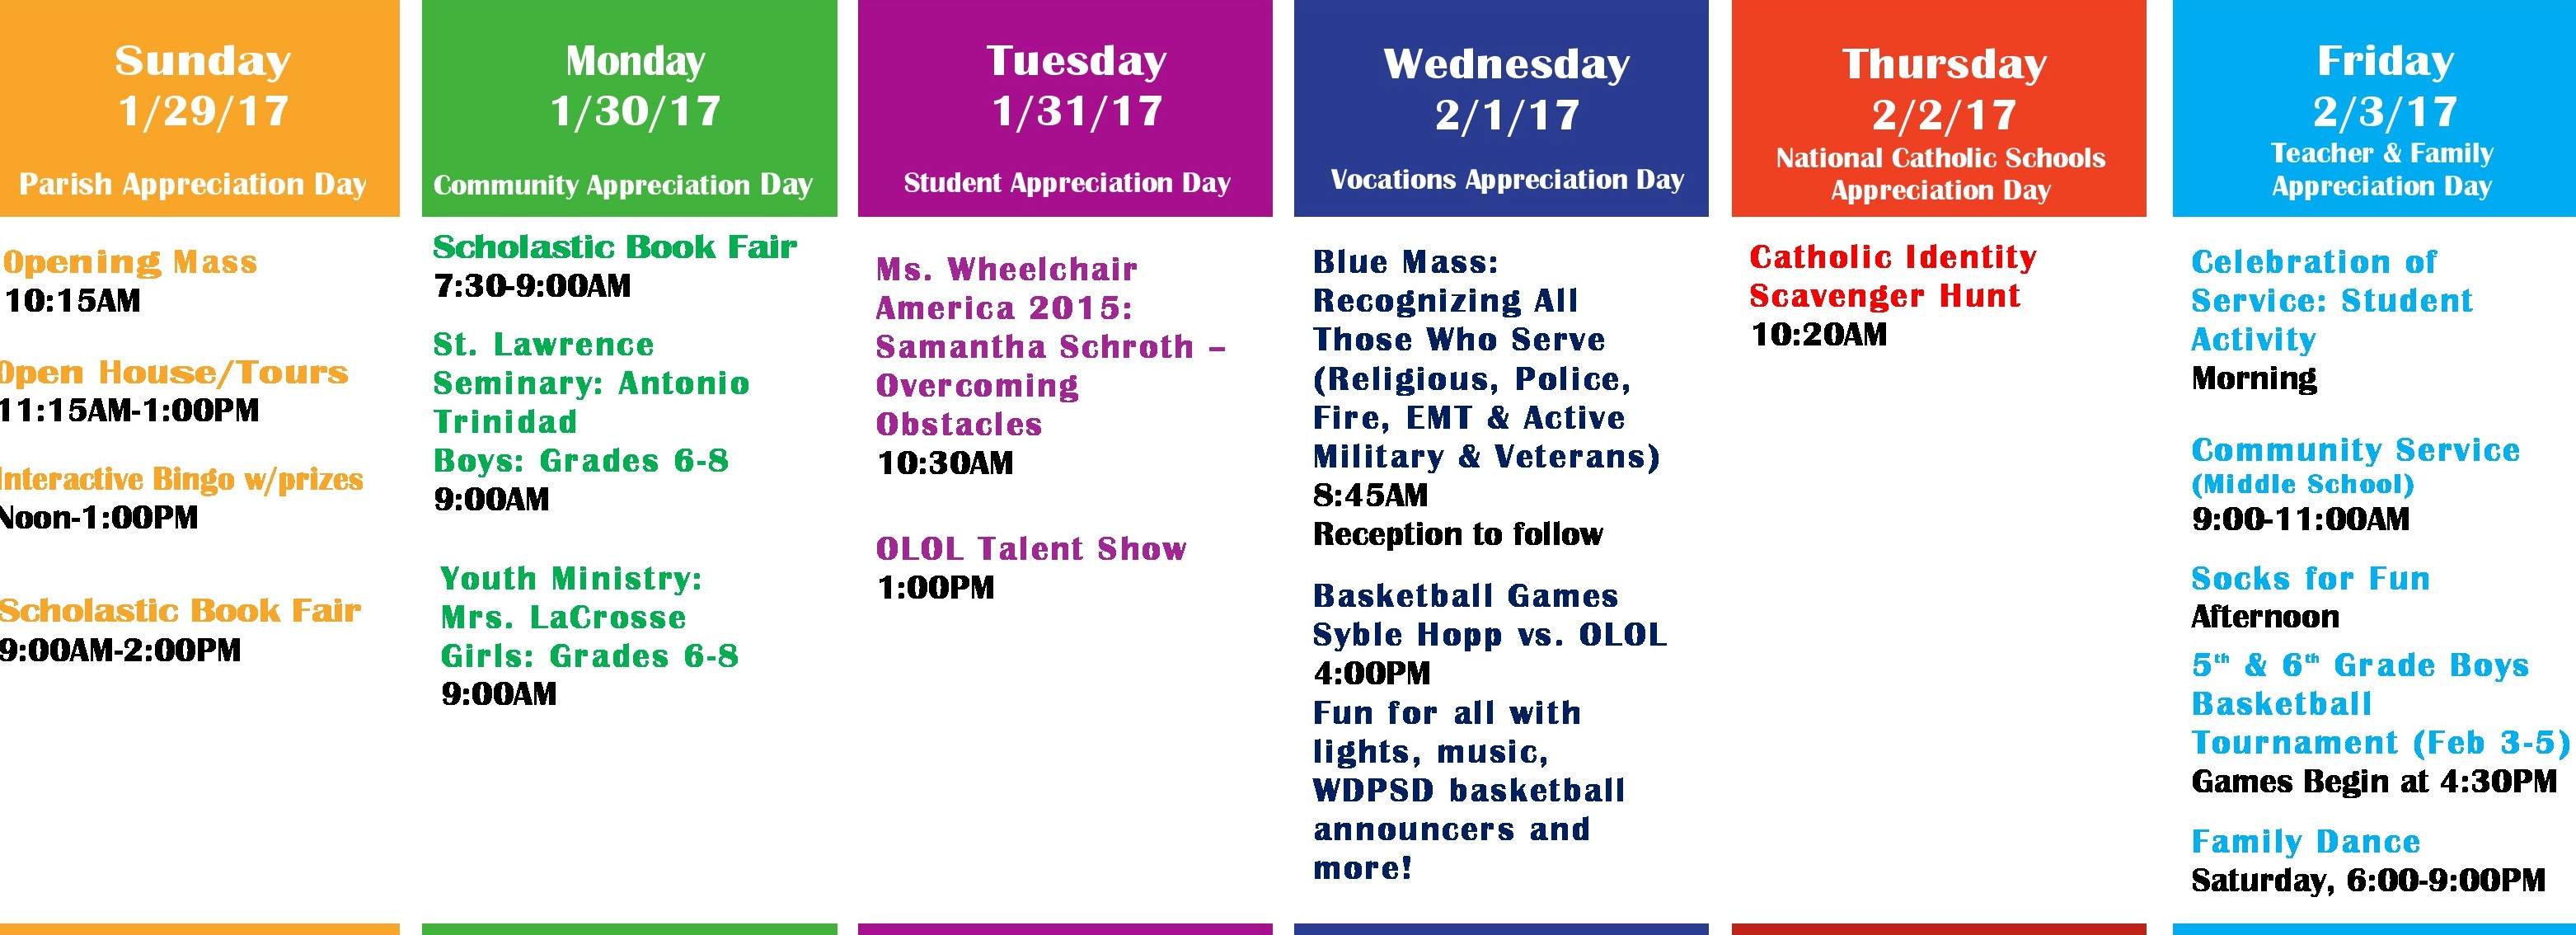 Sunday
1/29/17
Parish Appreciation Day
Opening Mass
10:15AM
Open House/Tours
11:15AM-1:00PM
Interactive Bingo w/prizes
Noon-1:00PM
Scholastic Book Fair
9:00AM-2:00PM
Monday
1/30/17
Community Appreciation Day
Scholastic Book Fair
7:30-9:00AM
St. Lawrence
Seminary: Antonio
Trinidad
Boys: Grades 6-8
9:00AM
Youth Ministry:
Mrs. LaCrosse
Girls: Grades 6-8
9:00AM
Tuesday
1/31/17
Student Appreciation Day
Ms. Wheelchair
America 2015:
Samantha Schroth –
Overcoming
Obstacles
10:30AM
OLOL Talent Show
1:00PM
Wednesday
2/1/17
Vocations Appreciation Day
Blue Mass:
Recognizing All
Those Who Serve
(Religious, Police,
Fire, EMT & Active
Military & Veterans)
8:45AM
Reception to follow
Basketball Games
Syble Hopp vs. OLOL
4:00PM
Fun for all with
lights, music,
WDPSD basketball
announcers and
more!
Thursday
2/2/17
National Catholic Schools
Appreciation Day
Catholic Identity
Scavenger Hunt
10:20AM
Friday
2/3/17
Teacher & Family
Appreciation Day
Celebration of
Service: Student
Activity
Morning
Community Service
(Middle School)
9:00-11:00AM
Socks for Fun
Afternoon
5th & 6th Grade Boys
Basketball
Tournament (Feb 3-5)
Games Begin at 4:30PM
Family Dance
Saturday, 6:00-9:00PM